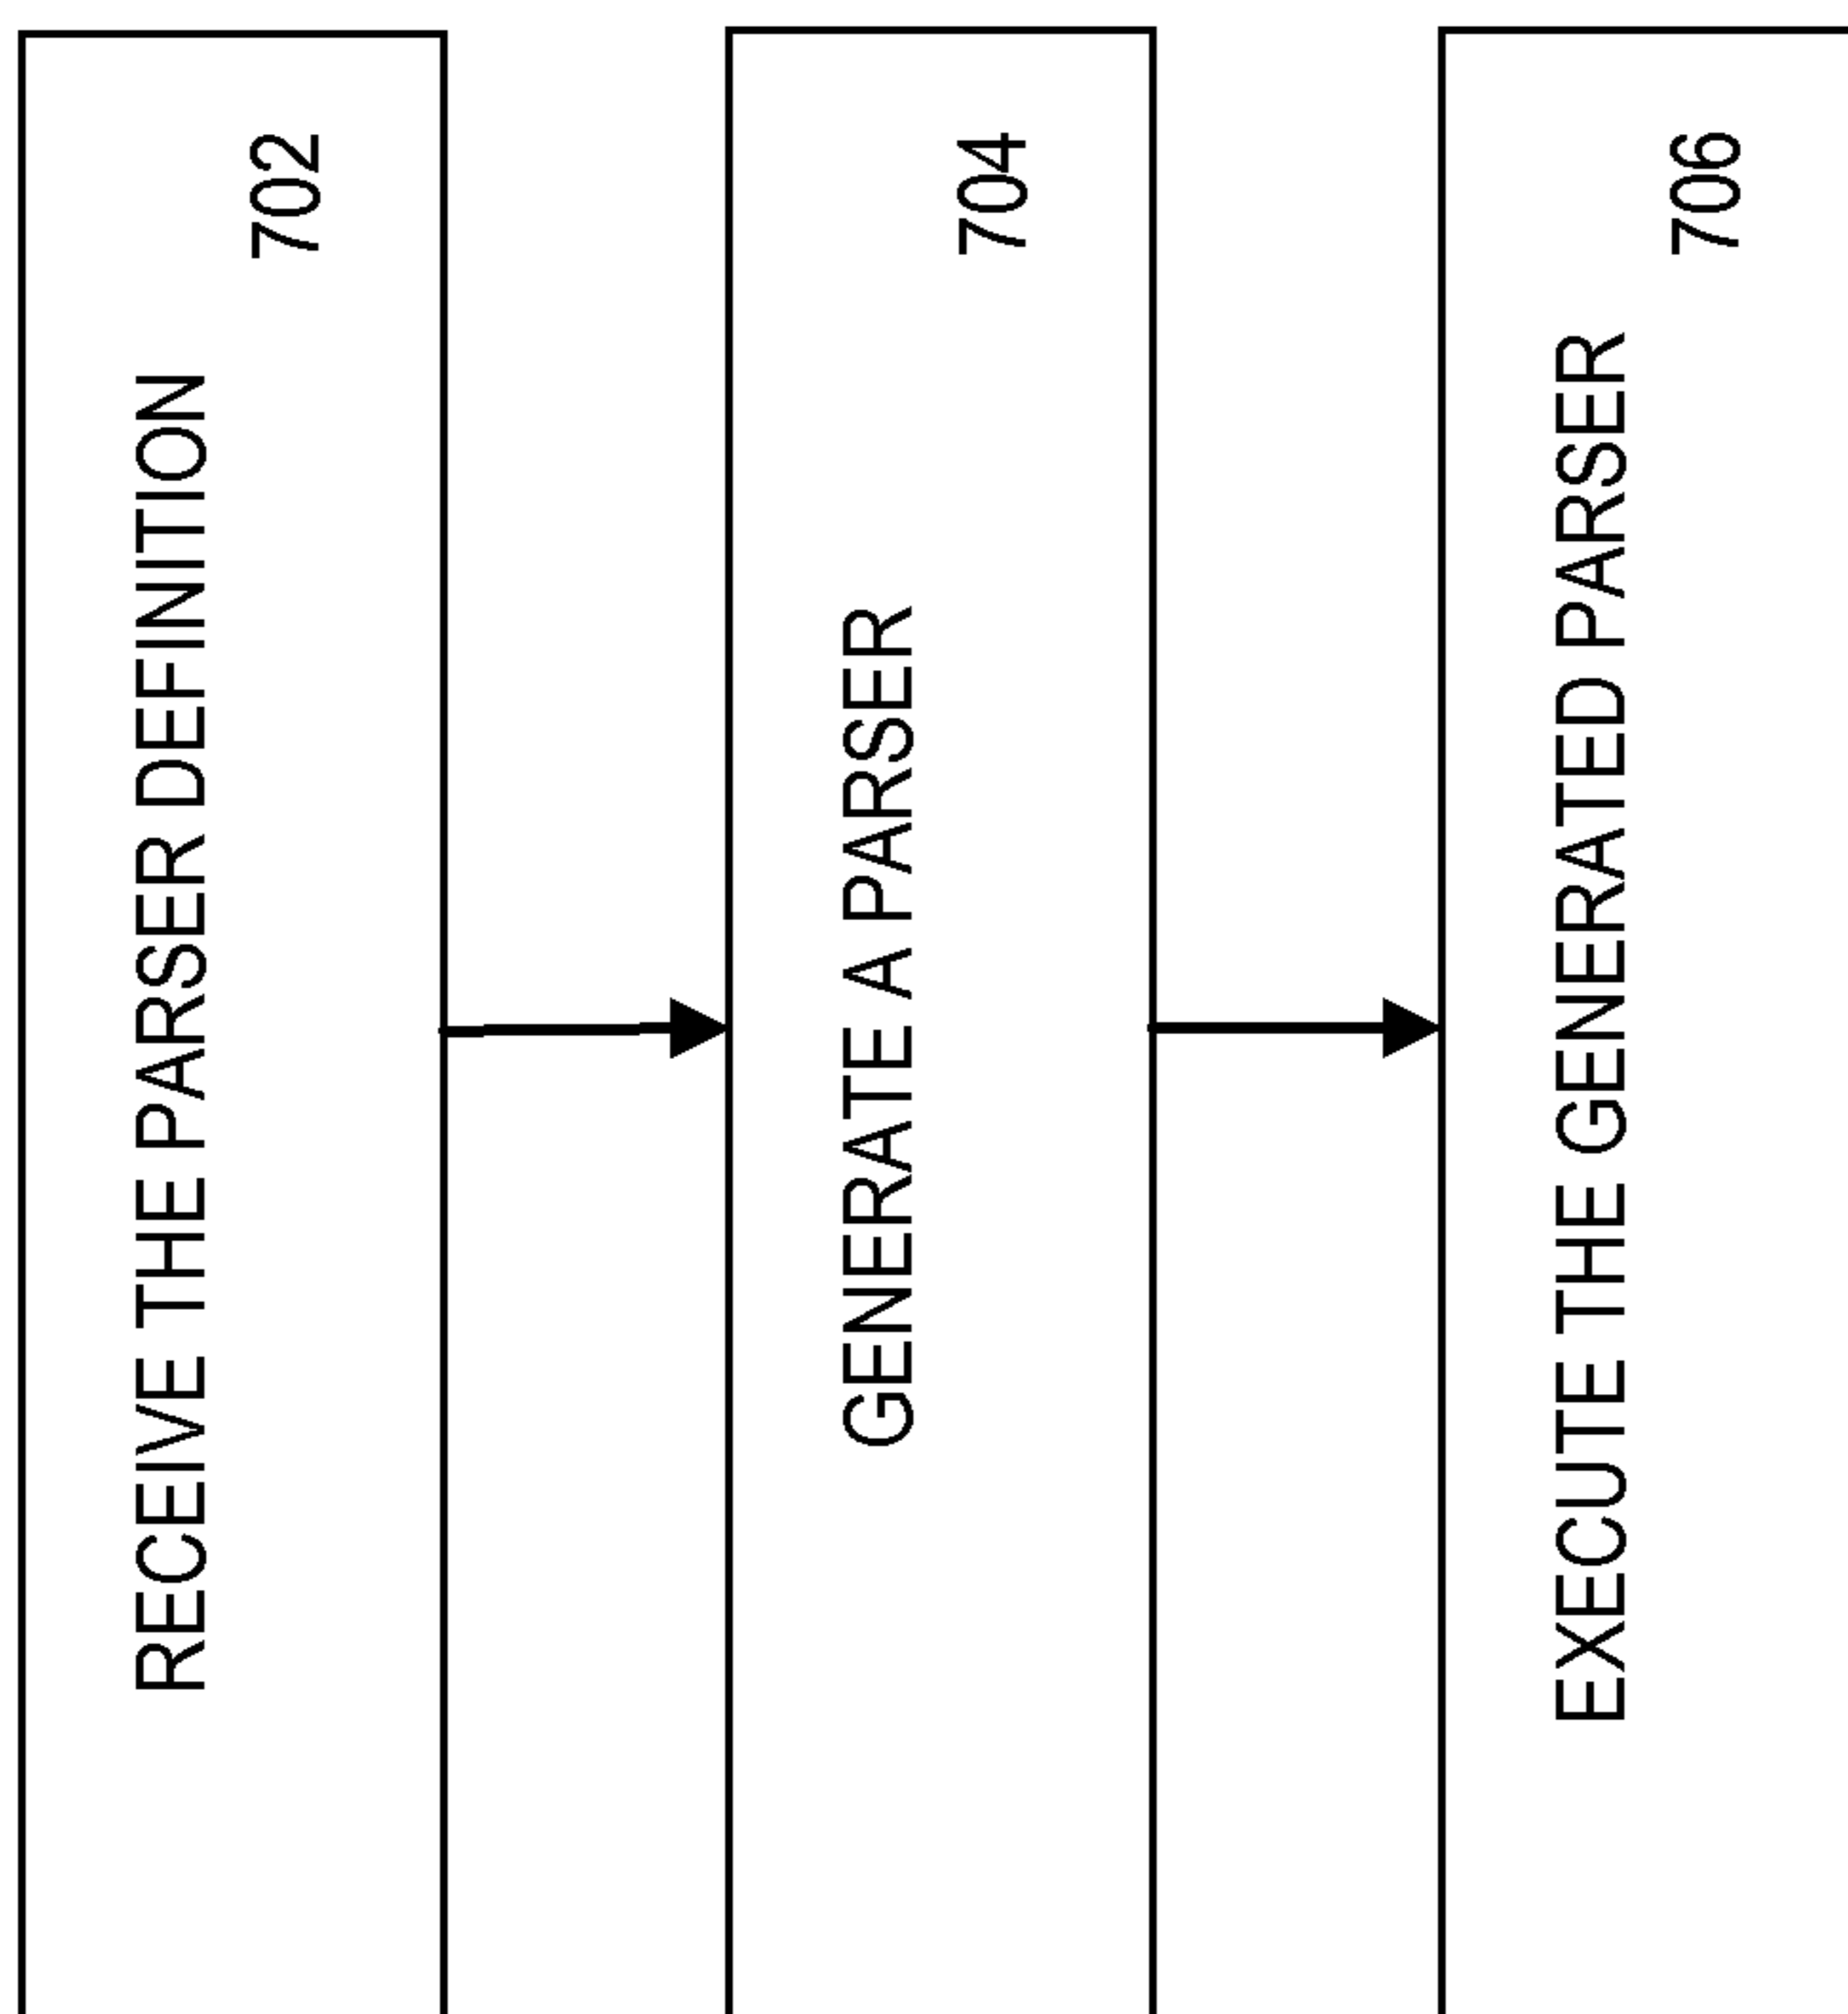 RECEIVE THE PARSER DEFINITION
702
GENERATE A PARSER
704
EXECUTE THE GENERATED PARSER
706